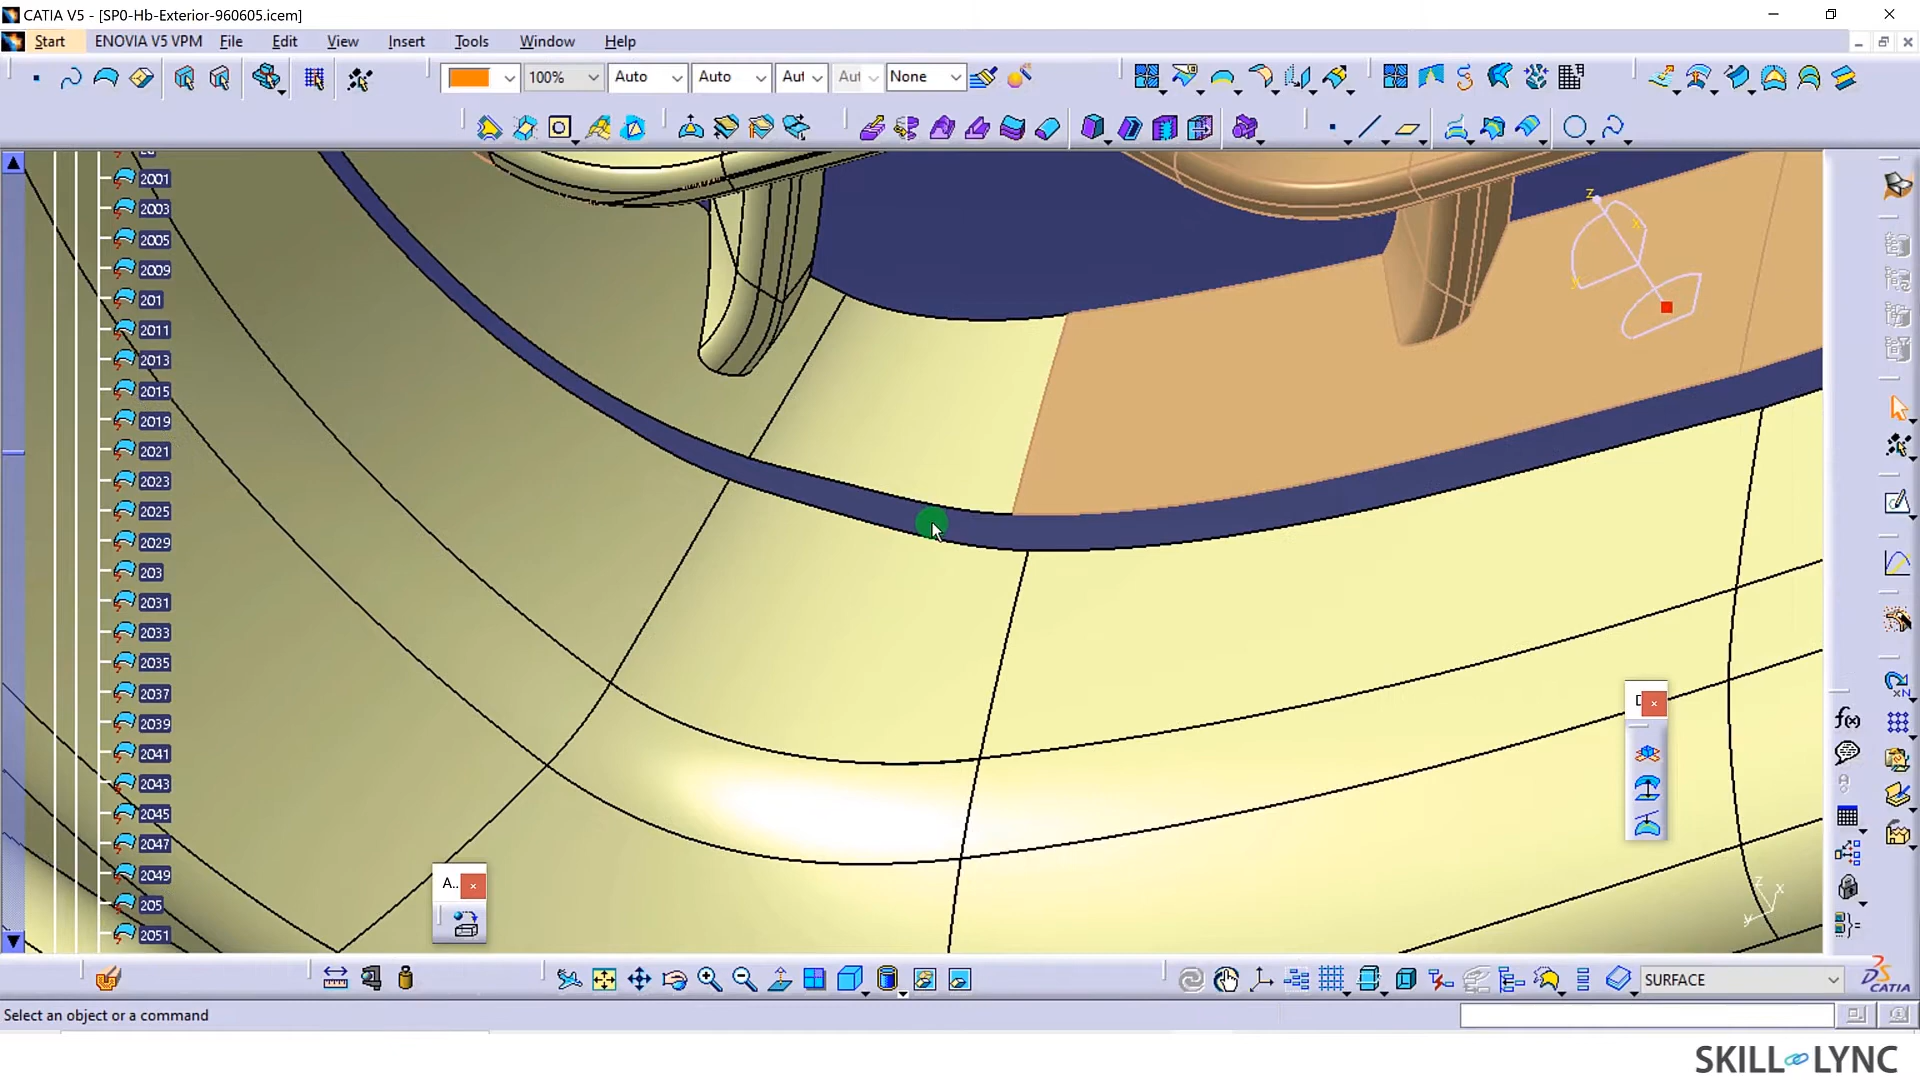 CATIA V5 - [SP0-Hb-Exterior-960605.icem]
Start ENOVIA V5 VPM File Edit View Insert Tools Window Help
100% Auto Auto Aut Aut None
2001
2003
2005
2009
201
2011
2013
2015
2019
2021
2023
2025
2029
203
2031
2033
2035
2037
2039
2041
2043
2045
2047
2049
205
2051
z
x
y
D
A..
f(x)
xN
z
x
y
SURFACE
CATIA
Select an object or a command
SKILL LYNC